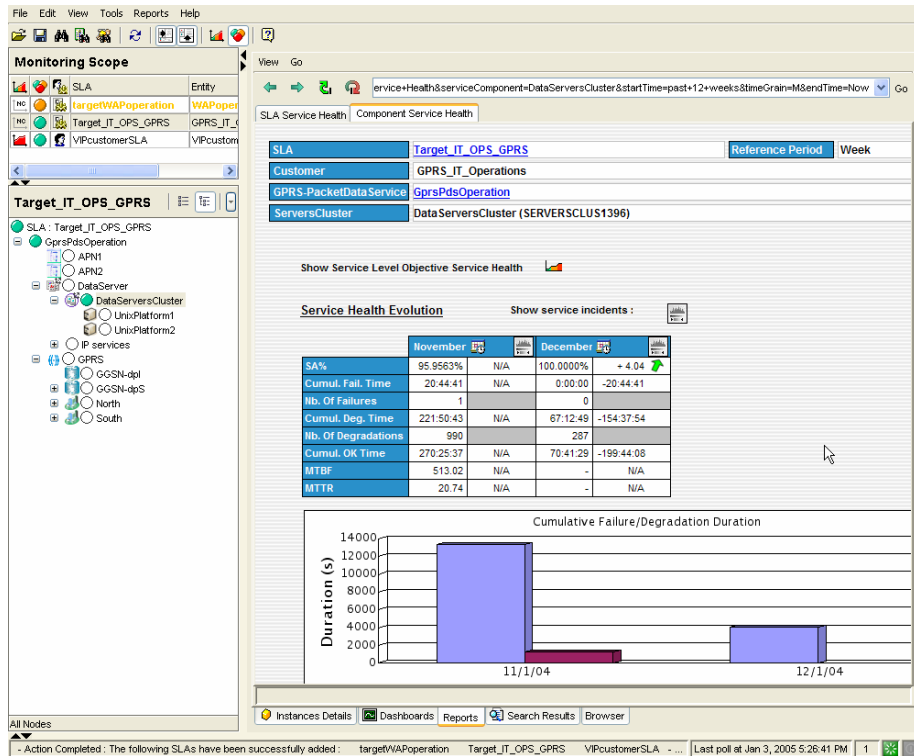 File Edit View Tools Reports Help
Monitoring Scope
SLA Entity
NC targetWAPoperation WAPoper
NC Target_IT_OPS_GPRS GPRS_IT_
VIPcustomerSLA VIPcustom
Target_IT_OPS_GPRS
SLA : Target_IT_OPS_GPRS
GprsPdsOperation
APN1
APN2
DataServer
DataServersCluster
UnixPlatform1
UnixPlatform2
IP services
GPRS
GGSN-dpl
GGSN-dpS
North
South
All Nodes
View Go
ervice+Health&serviceComponent=DataServersCluster&startTime=past+12+weeks&timeGrain=M&endTime=Now Go
SLA Service Health Component Service Health
SLA Target_IT_OPS_GPRS Reference Period Week
Customer GPRS_IT_Operations
GPRS-PacketDataService GprsPdsOperation
ServersCluster DataServersCluster (SERVERSCLUS1396)
Show Service Level Objective Service Health
Service Health Evolution Show service incidents :
November December
SA% 95.9563% N/A 100.0000% + 4.04
Cumul. Fail. Time 20:44:41 N/A 0:00:00 -20:44:41
Nb. Of Failures 1 0
Cumul. Deg. Time 221:50:43 N/A 67:12:49 -154:37:54
Nb. Of Degradations 990 287
Cumul. OK Time 270:25:37 N/A 70:41:29 -199:44:08
MTBF 513.02 N/A - N/A
MTTR 20.74 N/A - N/A
Cumulative Failure/Degradation Duration
Duration (s)
14000
12000
10000
8000
6000
4000
2000
0
11/1/04 12/1/04
Instances Details Dashboards Reports Search Results Browser
- Action Completed : The following SLAs have been successfully added : targetWAPoperation Target_IT_OPS_GPRS VIPcustomerSLA - ... Last poll at Jan 3, 2005 5:26:41 PM 1